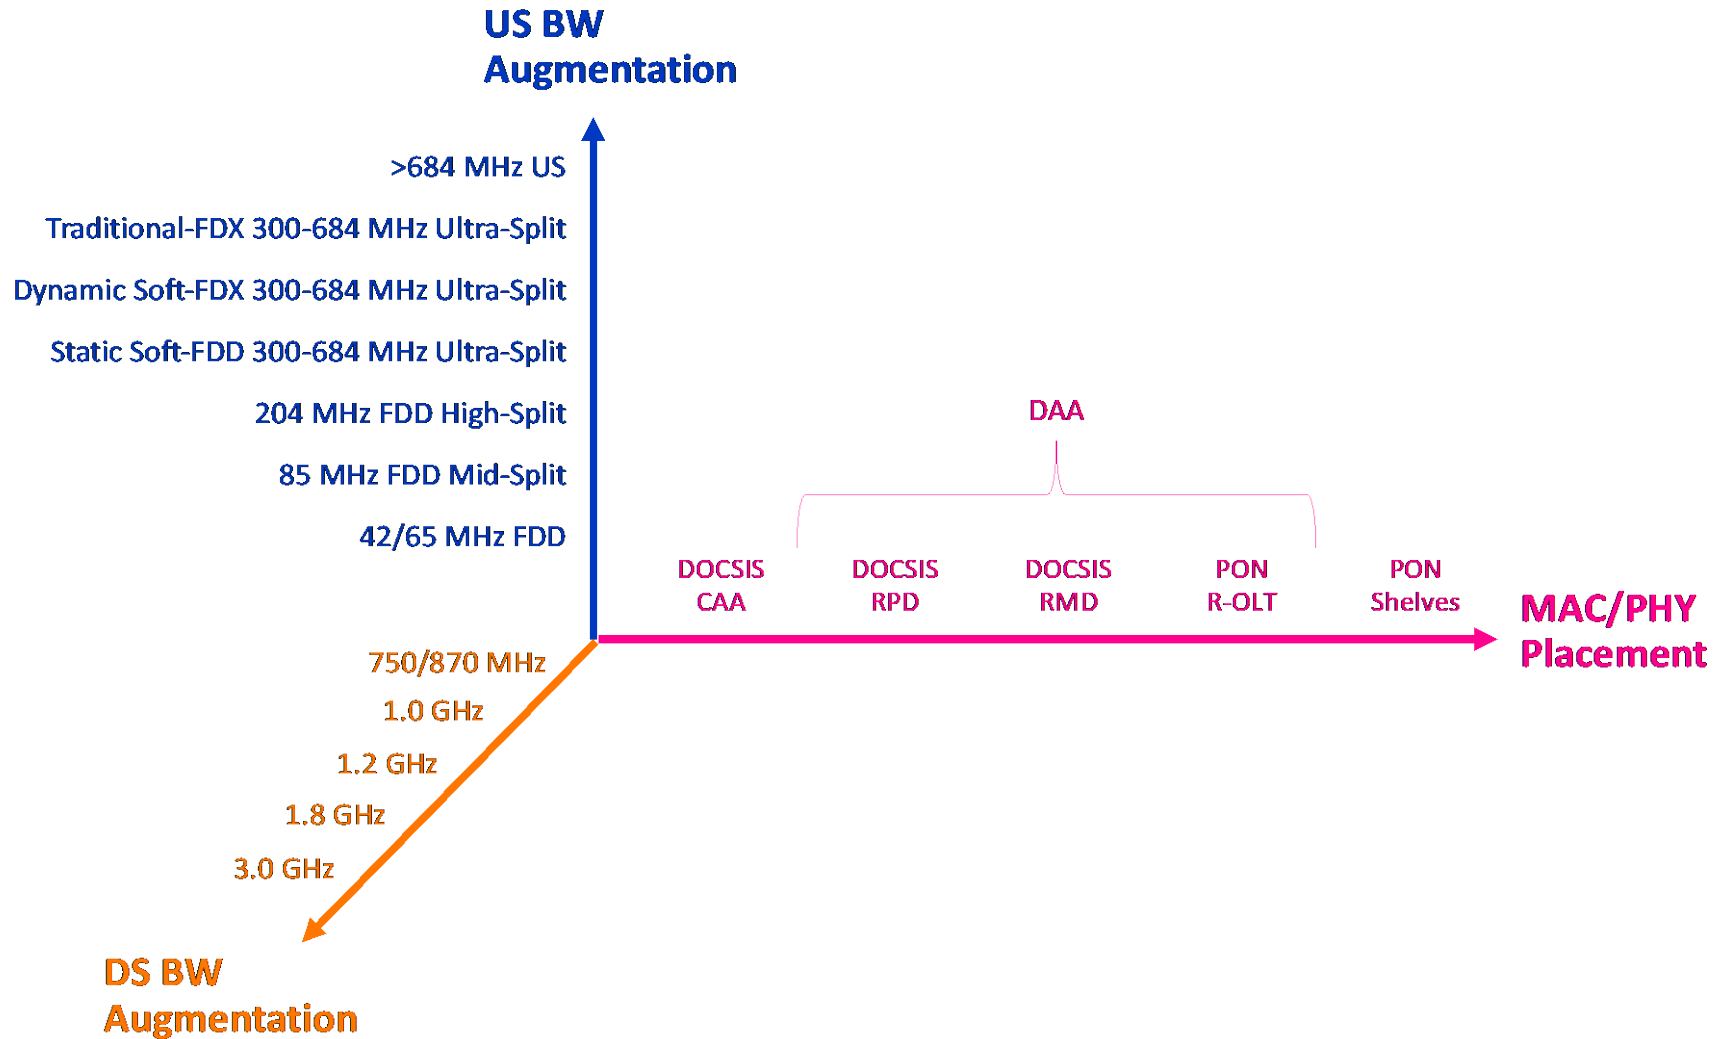 US BW
Augmentation
>684 MHz US
Traditional-FDX 300-684 MHz Ultra-Split
Dynamic Soft-FDX 300-684 MHz Ultra-Split
Static Soft-FDD 300-684 MHz Ultra-Split
204 MHz FDD High-Split
85 MHz FDD Mid-Split
42/65 MHz FDD
DAA
DOCSIS
CAA
DOCSIS
RPD
DOCSIS
RMD
PON
R-OLT
PON
Shelves
MAC/PHY
Placement
750/870 MHz
1.0 GHz
1.2 GHz
1.8 GHz
3.0 GHz
DS BW
Augmentation